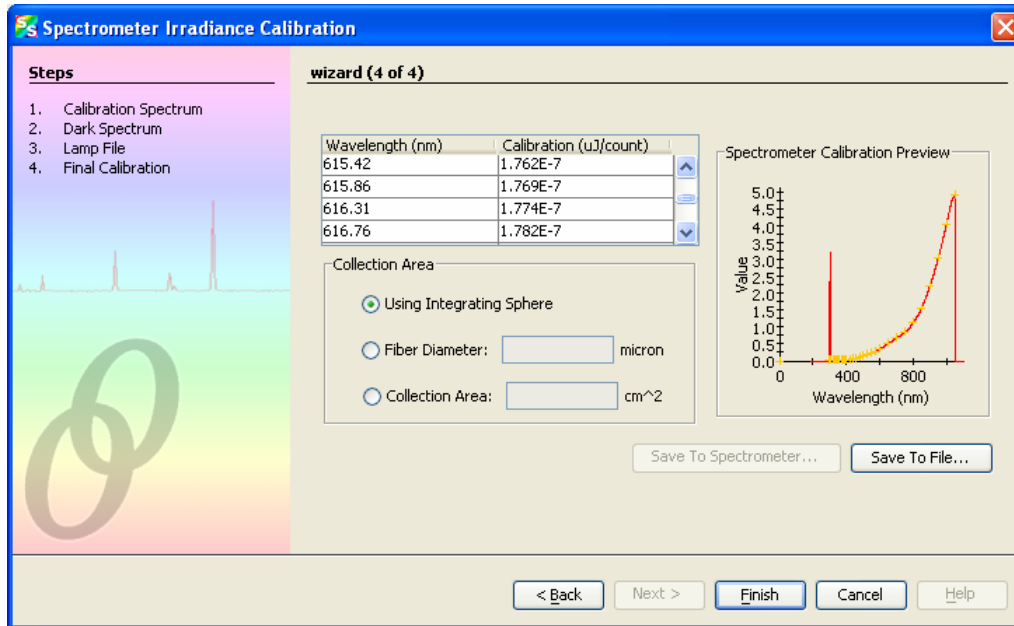 Spectrometer Irradiance Calibration
Steps
1. Calibration Spectrum
2. Dark Spectrum
3. Lamp File
4. Final Calibration
wizard (4 of 4)
Wavelength (nm) Calibration (uJ/count)
615.42 1.762E-7
615.86 1.769E-7
616.31 1.774E-7
616.76 1.782E-7
Collection Area
Using Integrating Sphere
Fiber Diameter: micron
Collection Area: cm^2
Spectrometer Calibration Preview
5.0
4.5
4.0
3.5
3.0
2.5
2.0
1.5
1.0
0.5
0.0
Value
0 400 800
Wavelength (nm)
Save To Spectrometer... Save To File...
< Back Next > Finish Cancel Help